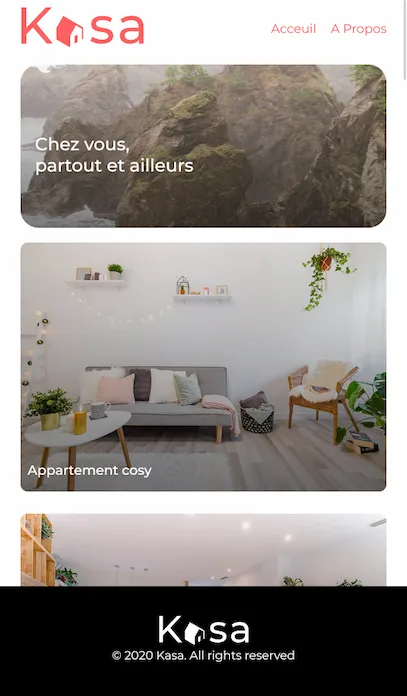 Kasa
Acceuil A Propos
Chez vous,
partout et ailleurs
Appartement cosy
Kasa
© 2020 Kasa. All rights reserved